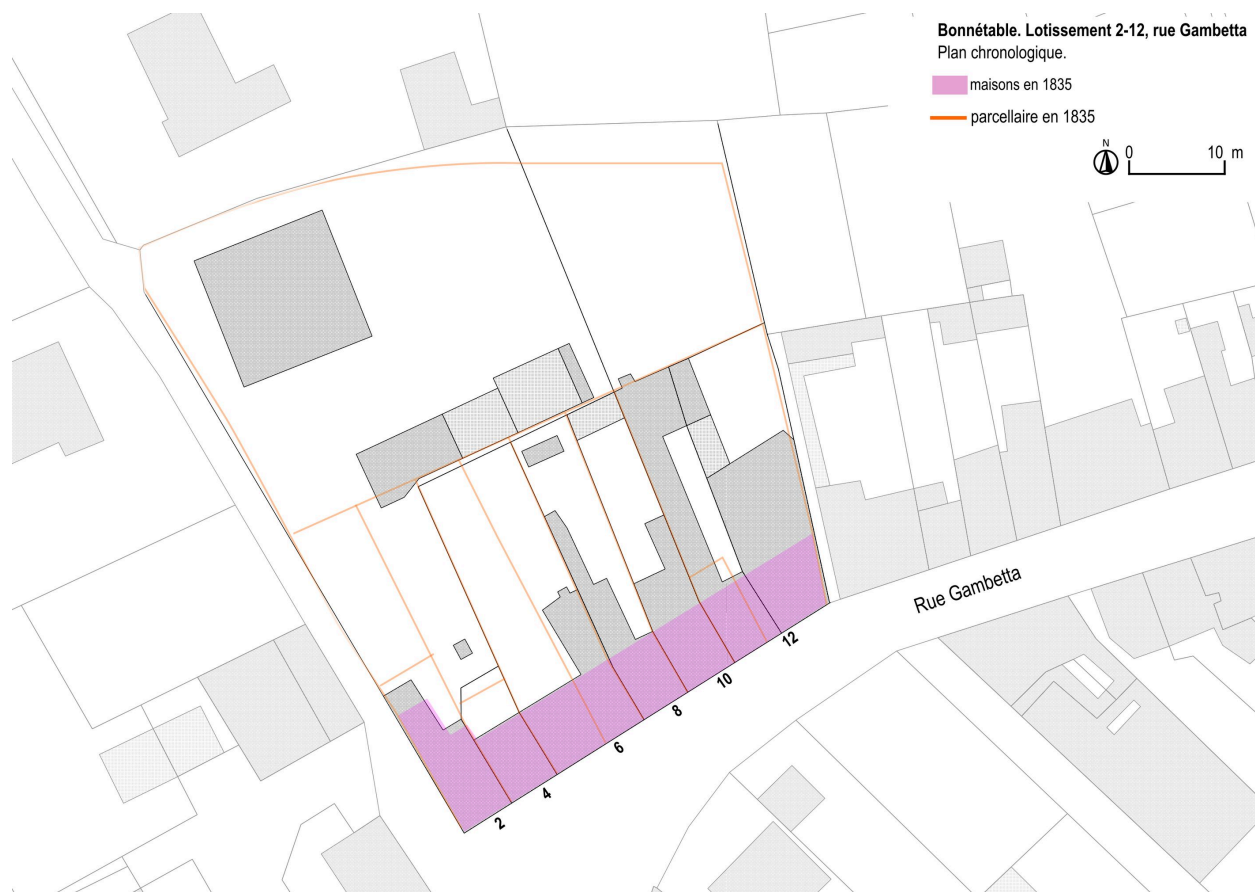 Bonnétable. Lotissement 2-12, rue Gambetta
Plan chronologique.
maisons en 1835
parcellaire en 1835
N
0 10 m
Rue Gambetta
12
10
8
6
4
2